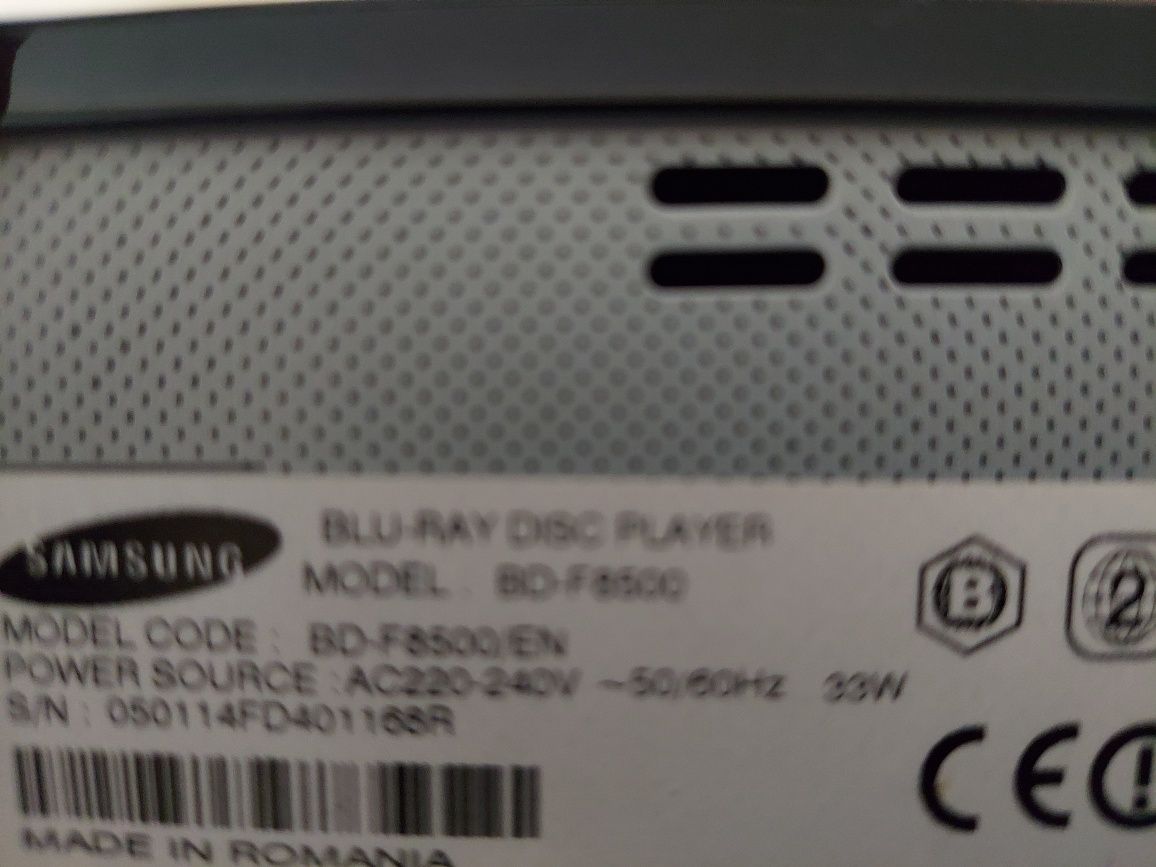 SAMSUNG
BLU-RAY DISC PLAYER
MODEL : BD-F8500
MODEL CODE : BD-F8500/EN
POWER SOURCE : AC220-240V ~50/60Hz 33W
S/N : 050114FD401168R
MADE IN ROMANIA
B
2
CE
!